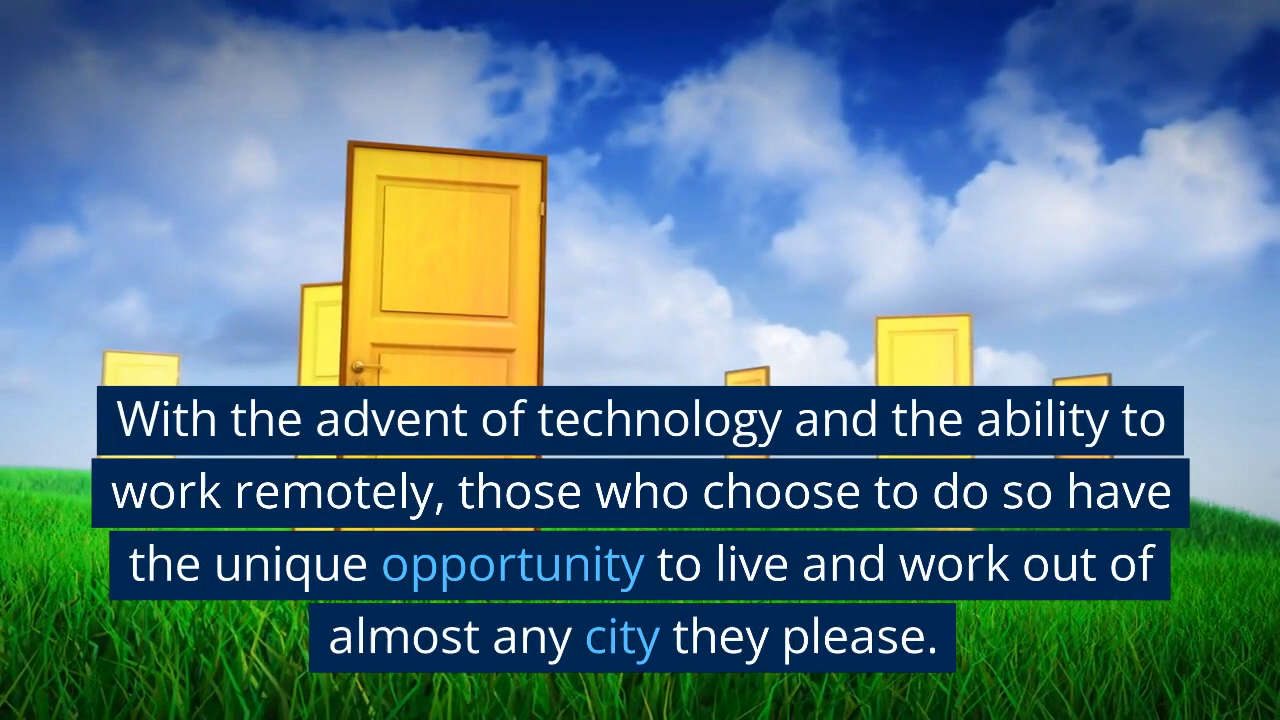 With the advent of technology and the ability to
work remotely, those who choose to do so have
the unique opportunity to live and work out of
almost any city they please.